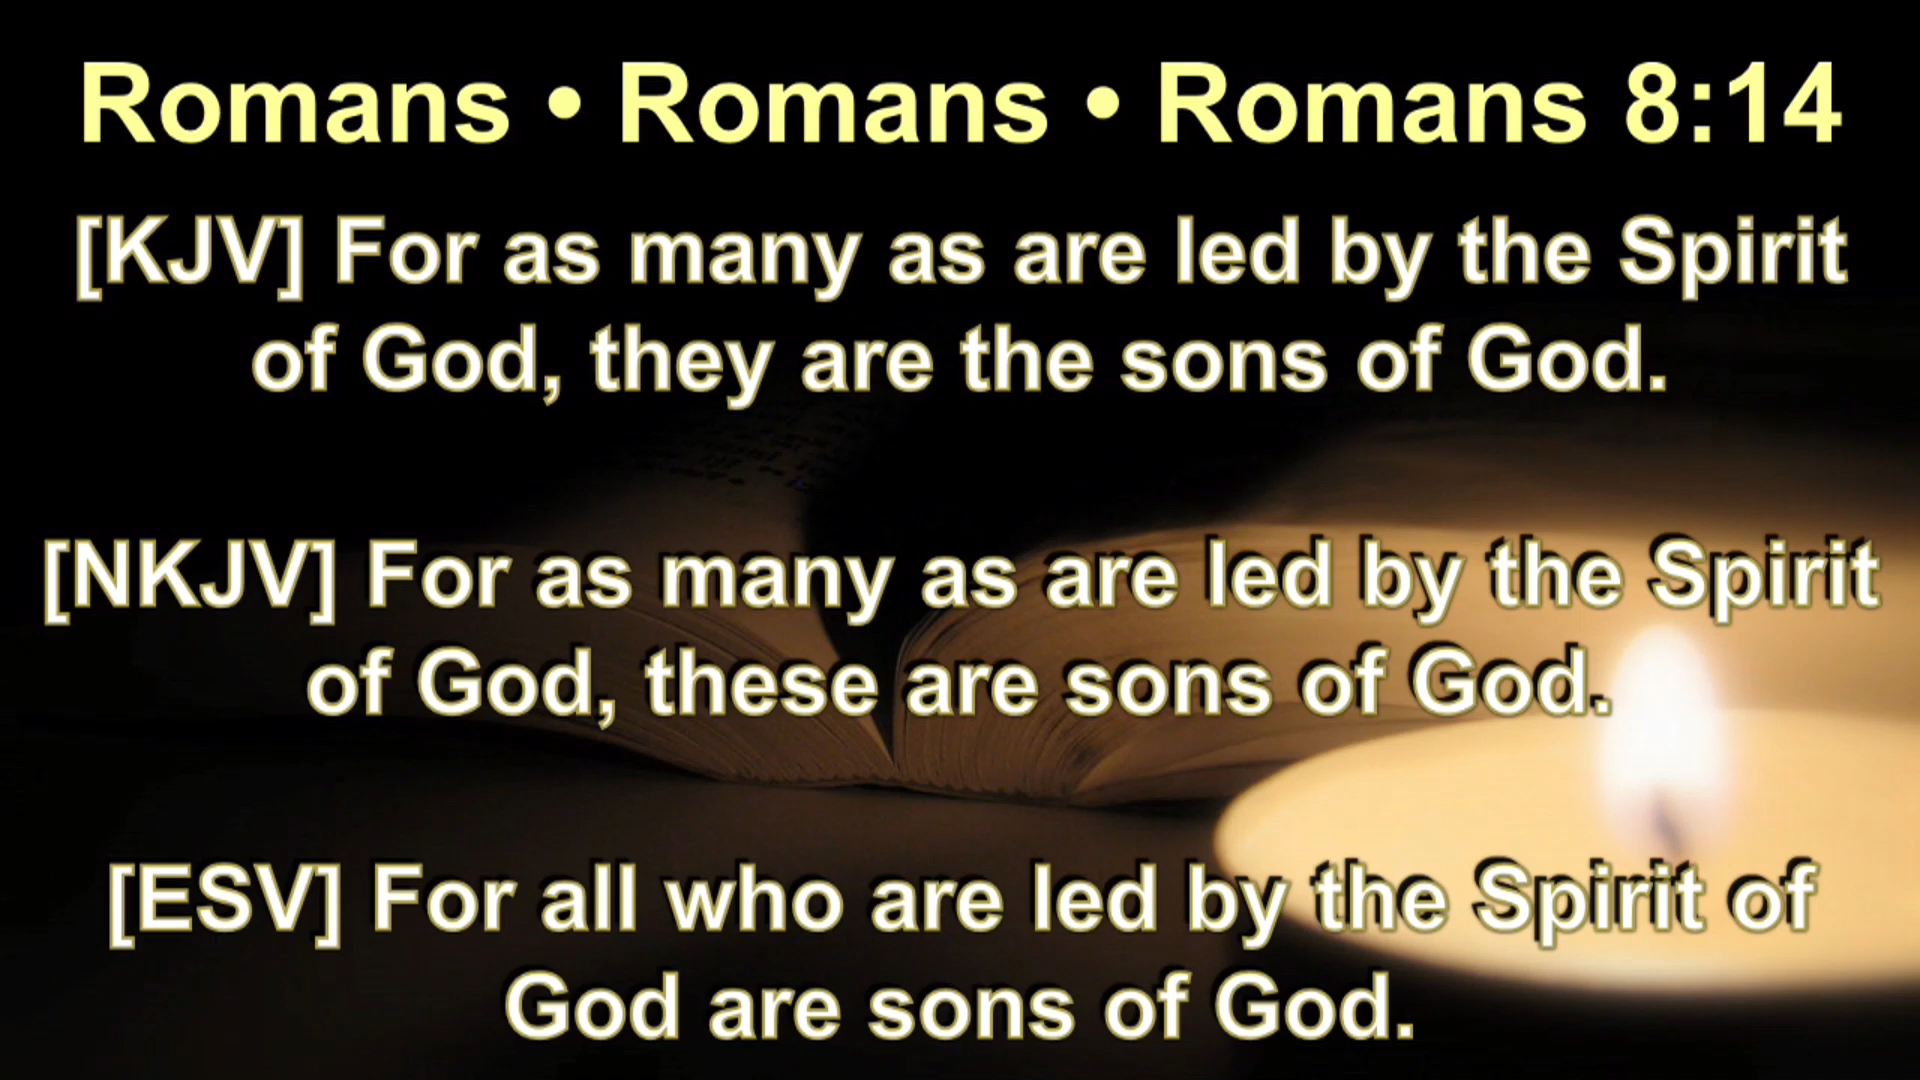 Romans • Romans • Romans 8:14
[KJV] For as many as are led by the Spirit
of God, they are the sons of God.
[NKJV] For as many as are led by the Spirit
of God, these are sons of God.
[ESV] For all who are led by the Spirit of
God are sons of God.